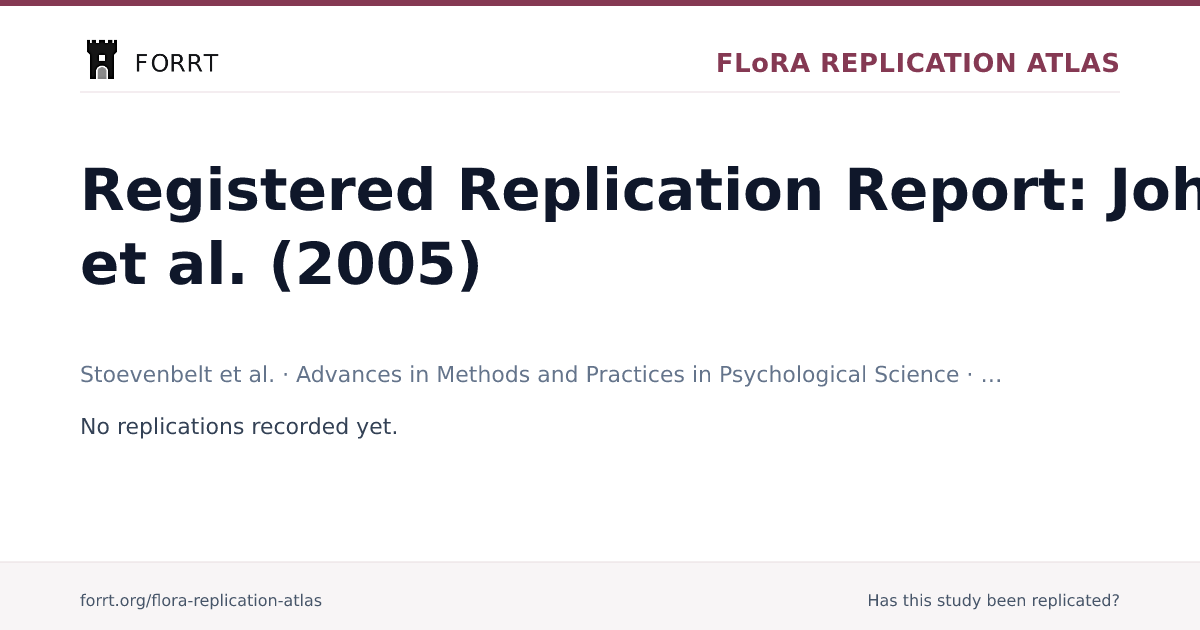 FORRT
FLoRA REPLICATION ATLAS
Registered Replication Report: Joh
et al. (2005)
Stoevenbelt et al. · Advances in Methods and Practices in Psychological Science · …
No replications recorded yet.
forrt.org/flora-replication-atlas
Has this study been replicated?